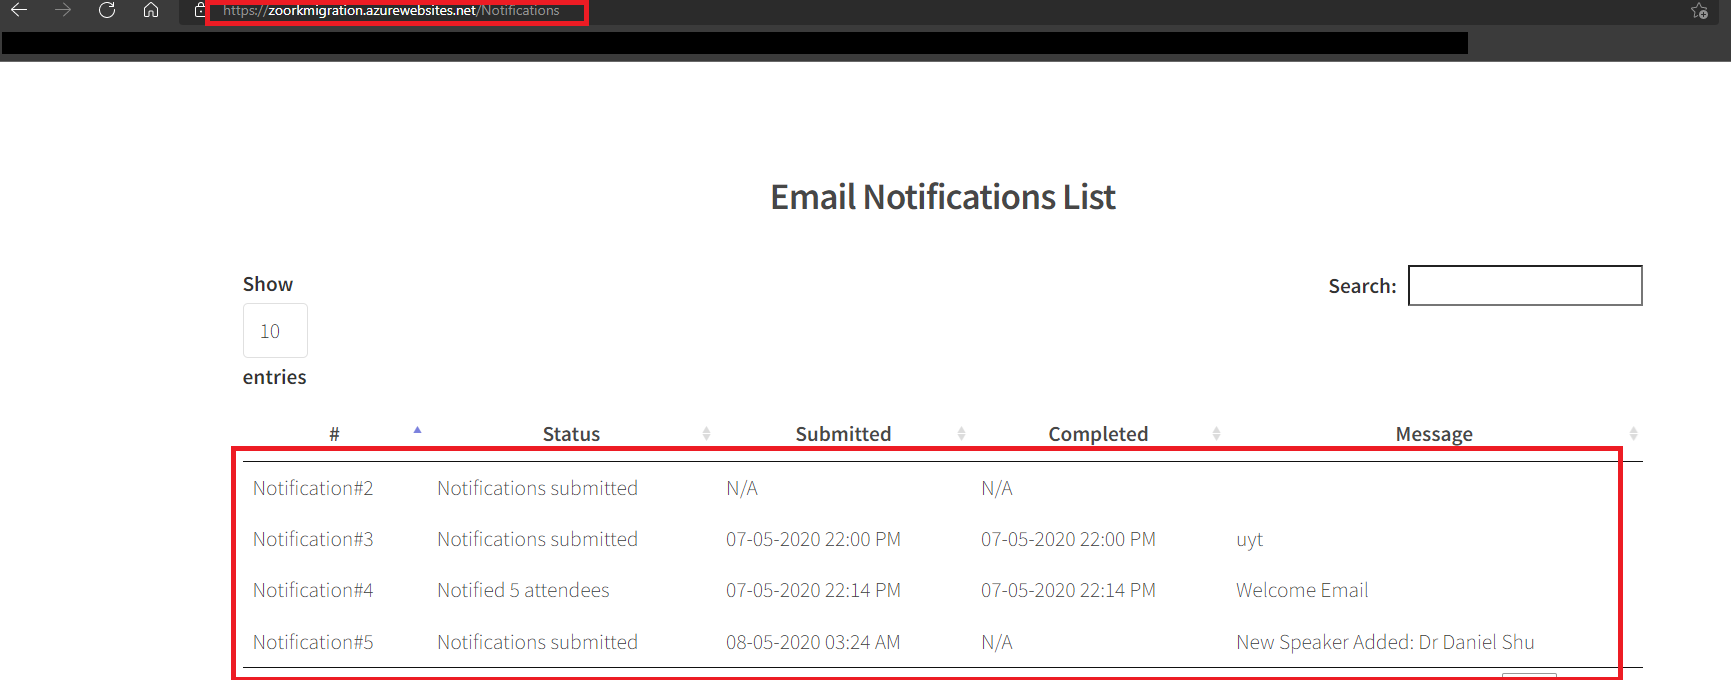 https://zoorkmigration.azurewebsites.net/Notifications
Email Notifications List
Show
10
entries
Search:
# Status Submitted Completed Message
Notification#2 Notifications submitted N/A N/A
Notification#3 Notifications submitted 07-05-2020 22:00 PM 07-05-2020 22:00 PM uyt
Notification#4 Notified 5 attendees 07-05-2020 22:14 PM 07-05-2020 22:14 PM Welcome Email
Notification#5 Notifications submitted 08-05-2020 03:24 AM N/A New Speaker Added: Dr Daniel Shu